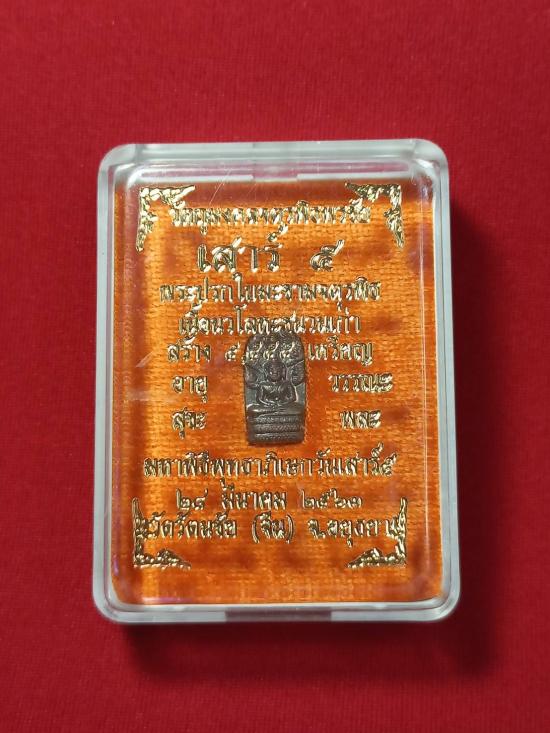 เสาร์ ๕
พระปรกใบมะขามจตุรทิศ
เนื้อนวโลหะชนวนเก่า
สร้าง ๕,๕๕๕ เหรียญ
อายุ วรรณะ
สุขะ พละ
มหาพิธีพุทธาภิเษกวันเสาร์๕
๒๘ มีนาคม ๒๕๖๓
วัดรัตนชัย (จีน) จ.อยุธยา